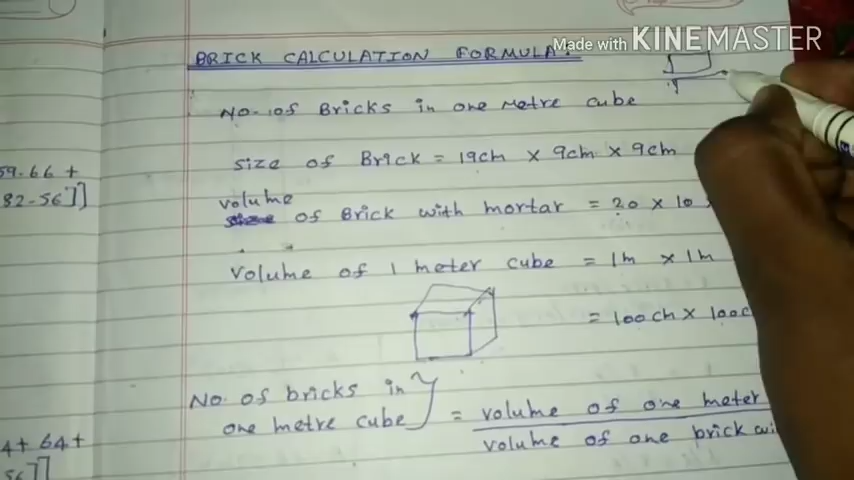 Made with KINEMASTER
BRICK CALCULATION FORMULA:
No. of Bricks in one Metre cube
size of Brick = 19cm × 9cm × 9cm
59.66 +
82-56]]
volume
of Brick with mortar = 20 × 10
volume of 1 meter cube = 1m × 1m
= 100cm × 100c
No. of bricks in
one metre cube } = volume of one meter
volume of one brick wi
4 + 64 +
56]]